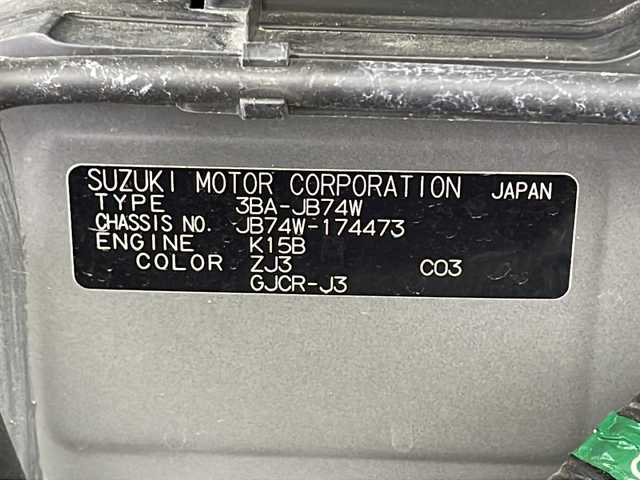 SUZUKI MOTOR CORPORATION JAPAN
TYPE 3BA-JB74W
CHASSIS NO. JB74W-174473
ENGINE K15B
COLOR ZJ3 C03
GJCR-J3